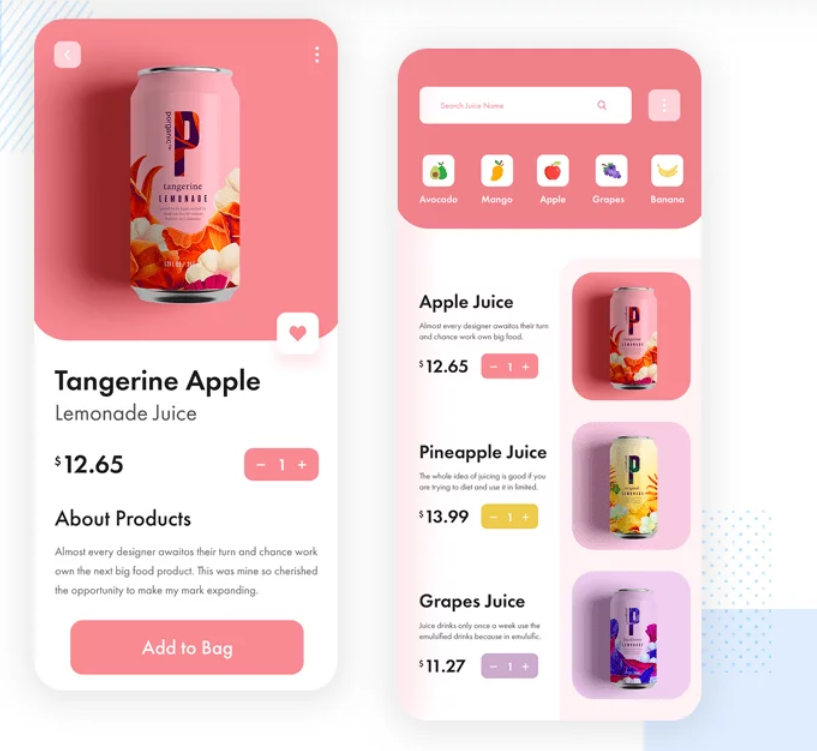 porganic™
P
tangerine
LEMONADE
Tangerine Apple
Lemonade Juice
$12.65
− 1 +
About Products
Almost every designer awaitos their turn and chance work
own the next big food product. This was mine so cherished
the opportunity to make my mark expanding.
Add to Bag
Search Juice Name
Avocado Mango Apple Grapes Banana
Apple Juice
Almost every designer awaitos their turn
and chance work own big food.
$12.65 − 1 +
P
LEMONADE
Pineapple Juice
The whole idea of juicing is good if you
are trying to diet and use it in limited.
$13.99 − 1 +
P
LEMONADE
Grapes Juice
Juice drinks only once a week use the
emulsified drinks because in emulsific.
$11.27 − 1 +
P
LEMONADE